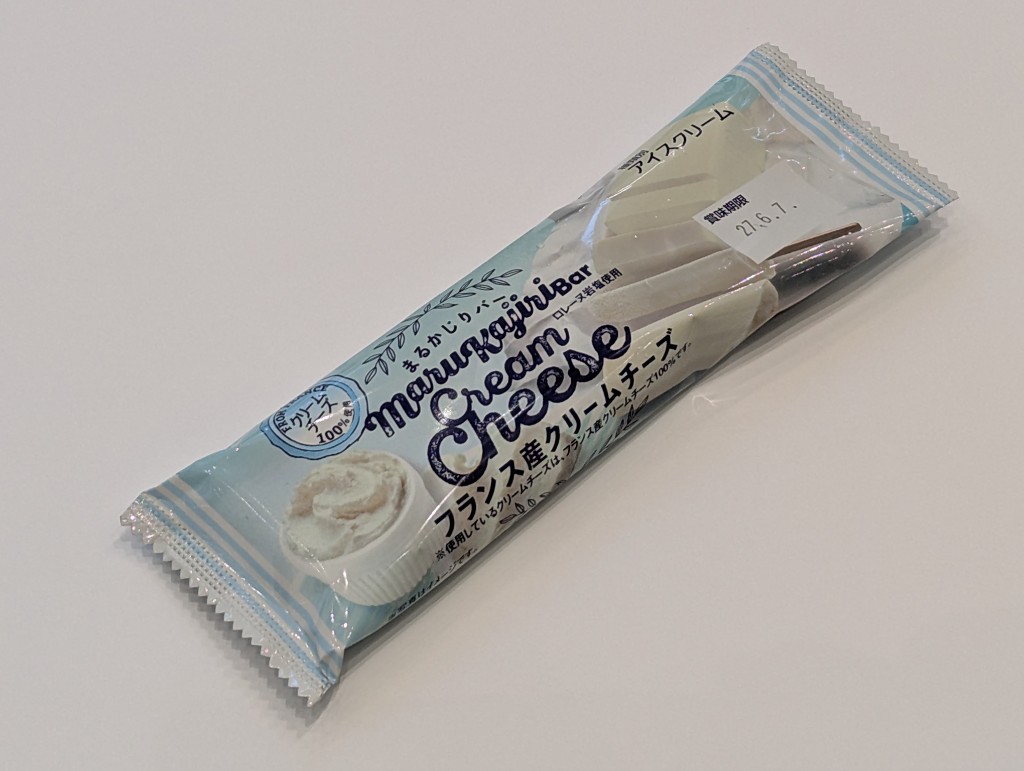 アイスクリーム
賞味期限
27.6.7.
まるかじりバー
MaruKajiri Bar
ロレーヌ岩塩使用
Cream
Cheese
FROM FRANCE
クリーム
チーズ
100%使用
フランス産クリームチーズ
※使用しているクリームチーズは、フランス産クリームチーズ100%です。